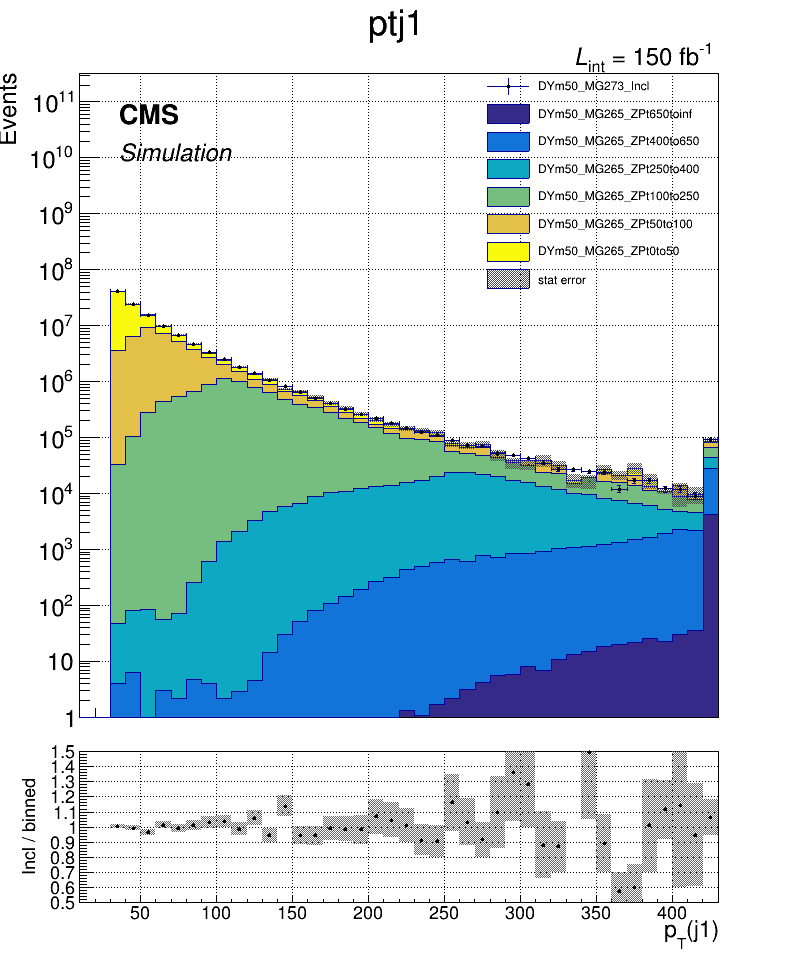 ptj1
L_int = 150 fb^-1
Events
CMS
Simulation
DYm50_MG273_Incl
DYm50_MG265_ZPt650toinf
DYm50_MG265_ZPt400to650
DYm50_MG265_ZPt250to400
DYm50_MG265_ZPt100to250
DYm50_MG265_ZPt50to100
DYm50_MG265_ZPt0to50
stat error
10^11
10^10
10^9
10^8
10^7
10^6
10^5
10^4
10^3
10^2
10
1
Incl / binned
1.5
1.4
1.3
1.2
1.1
1
0.9
0.8
0.7
0.6
0.5
50 100 150 200 250 300 350 400
p_T(j1)